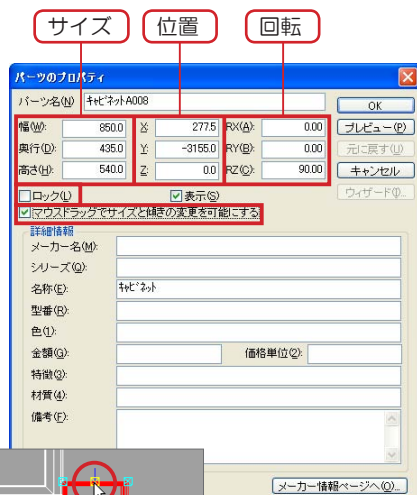 サイズ 位置 回転
パーツのプロパティ
パーツ名(N) ｷｬﾋﾞﾈｯﾄA008 OK
幅(W): 850.0 X: 277.5 RX(A): 0.00 プレビュー(P)
奥行(D): 435.0 Y: -3155.0 RY(B): 0.00 元に戻す(U)
高さ(H): 540.0 Z: 0.0 RZ(C): 90.00 キャンセル
ロック(L) 表示(S) ウィザード(I)...
マウスドラッグでサイズと傾きの変更を可能にする
詳細情報
メーカー名(M):
シリーズ(Q):
名称(E): ｷｬﾋﾞﾈｯﾄ
型番(R):
色(1):
金額(G): 価格単位(2):
特徴(3):
材質(4):
備考(F):
メーカー情報ページへ(O)...